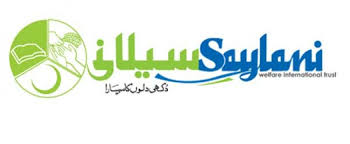 سیلانی Saylani
welfare international trust
دکھی دلوں کا سہارا